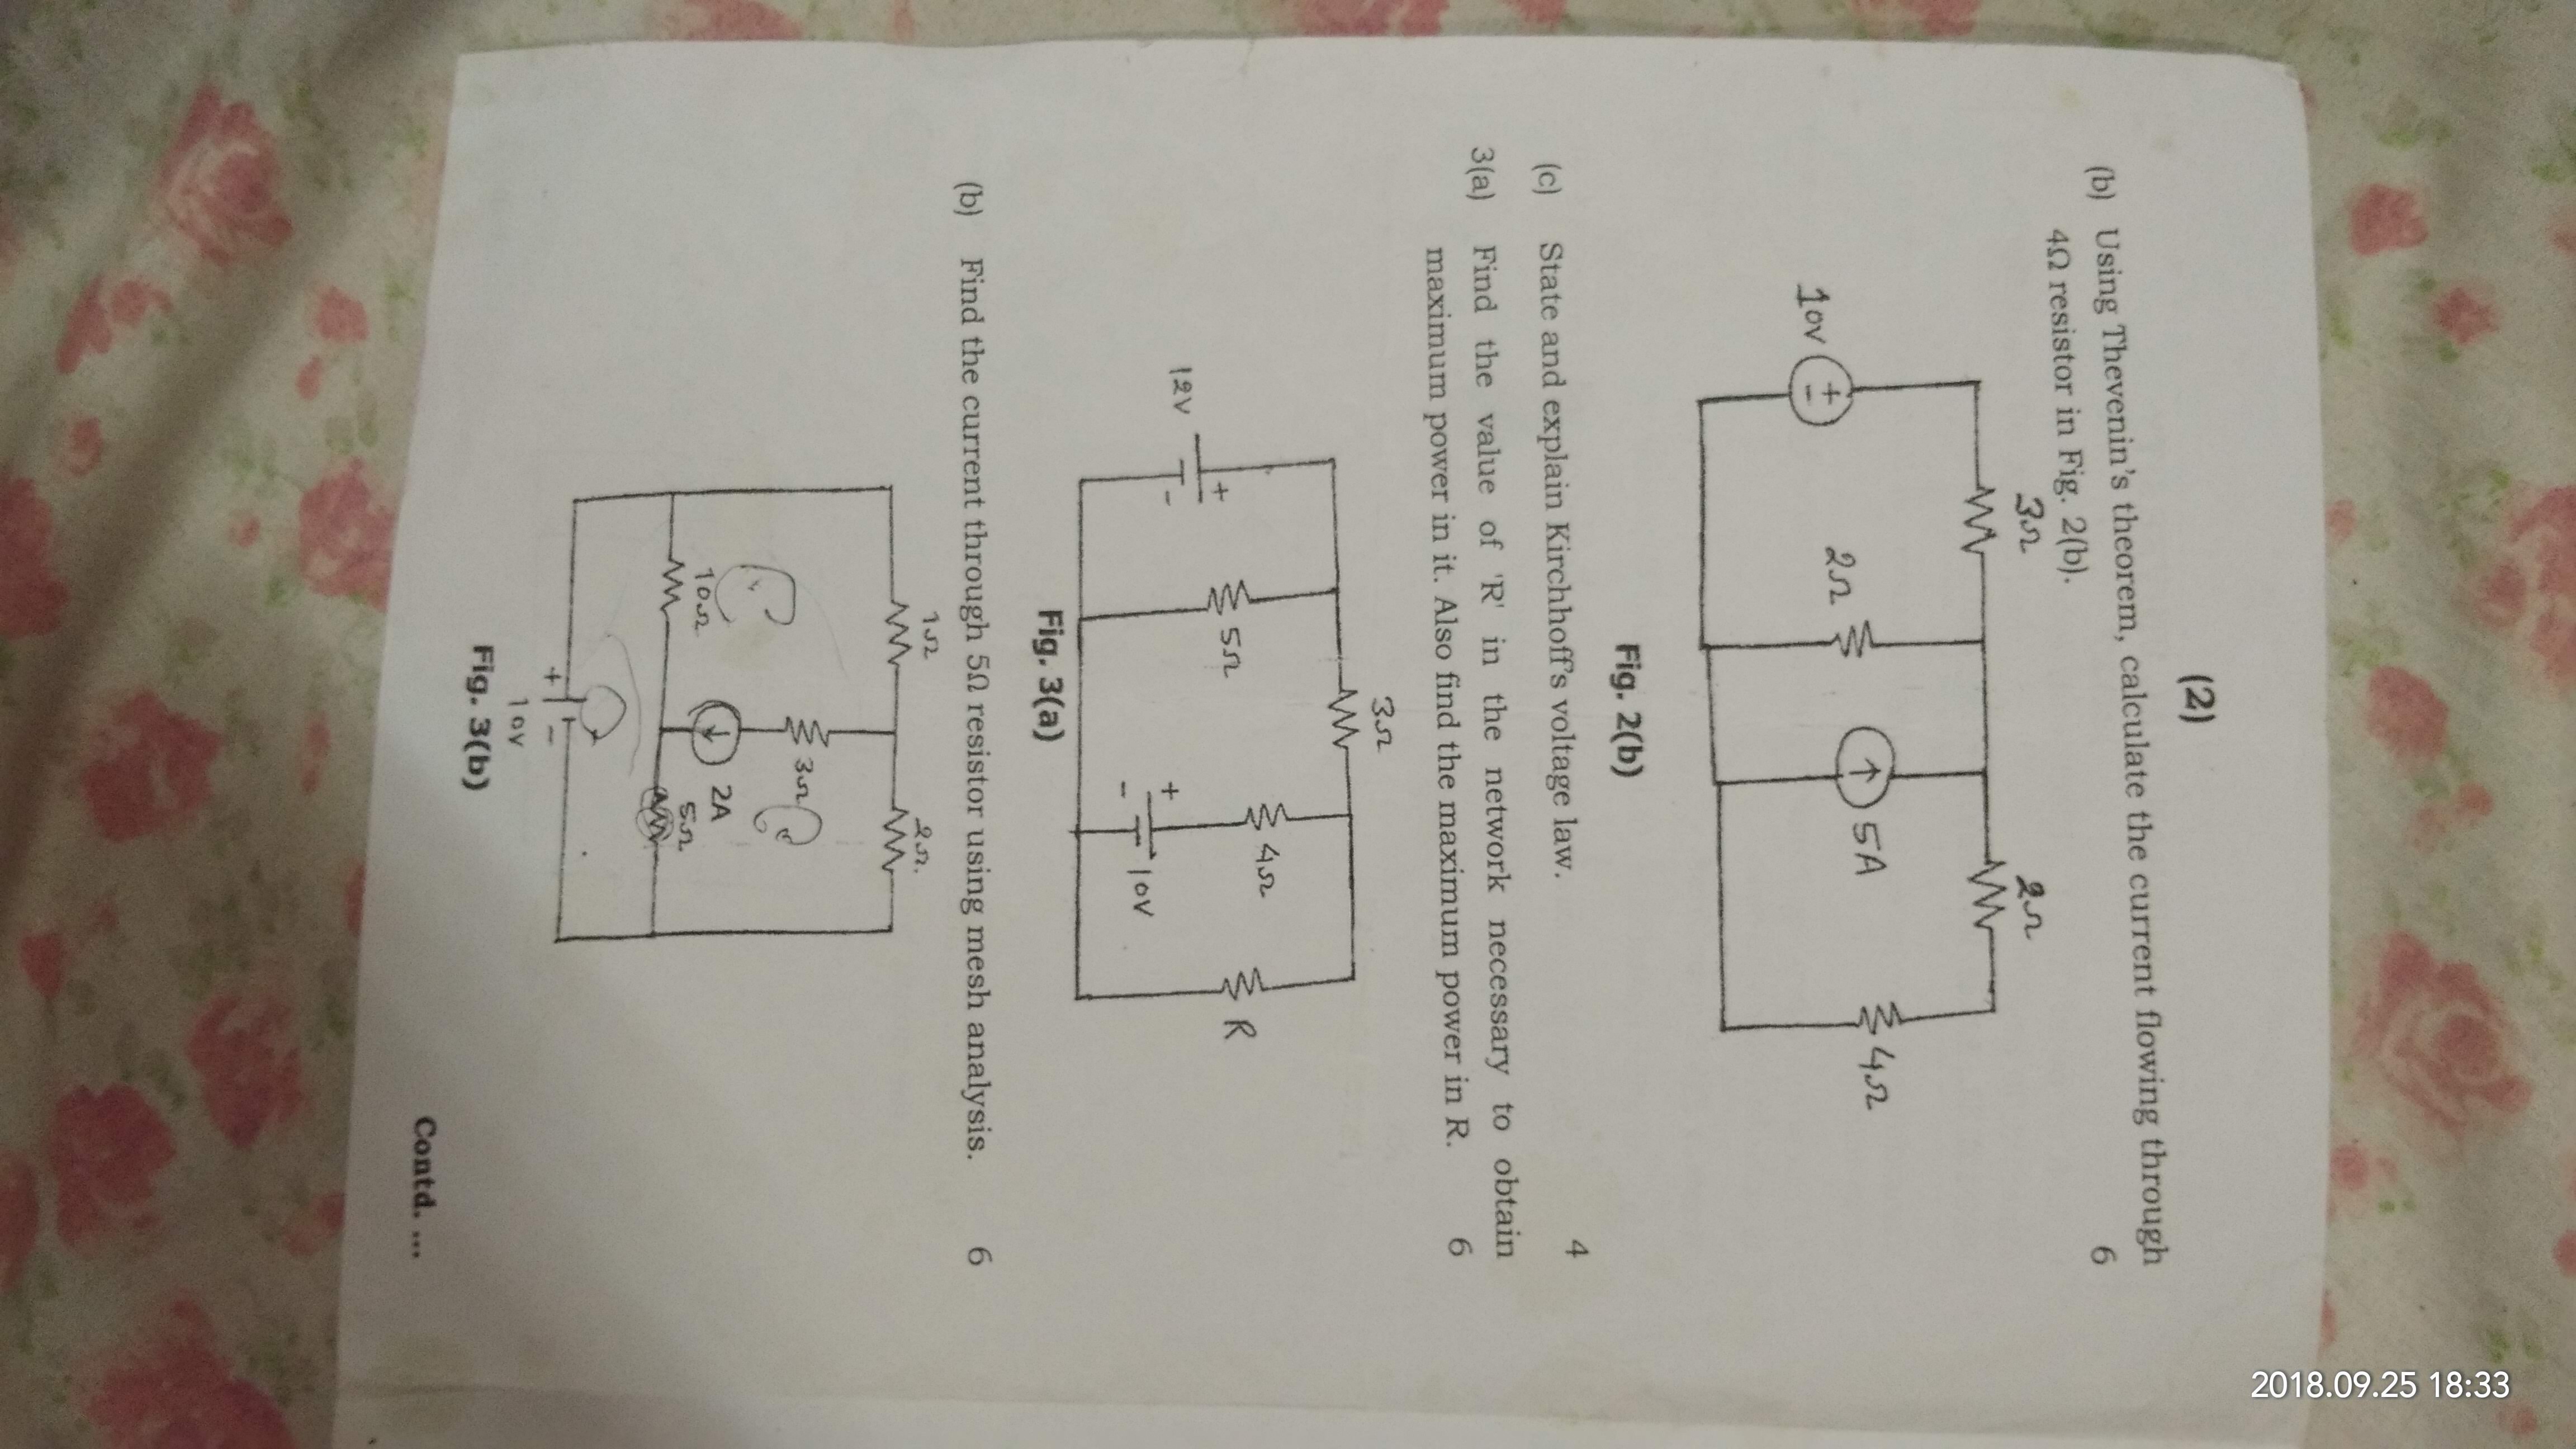 2018.09.25 18:33
(2)
(b) Using Thevenin's theorem, calculate the current flowing through
4Ω resistor in Fig. 2(b). 6
3Ω 2Ω
10V + - 2Ω 5A 4Ω
Fig. 2(b)
(c) State and explain Kirchhoff's voltage law. 4
3(a) Find the value of 'R' in the network necessary to obtain
maximum power in it. Also find the maximum power in R. 6
3Ω
4Ω
5Ω R
12V + -
+ - 10V
Fig. 3(a)
(b) Find the current through 5Ω resistor using mesh analysis. 6
1Ω 2Ω.
3Ω
2A
10Ω 5Ω
+ -
10V
Fig. 3(b)
Contd. ...